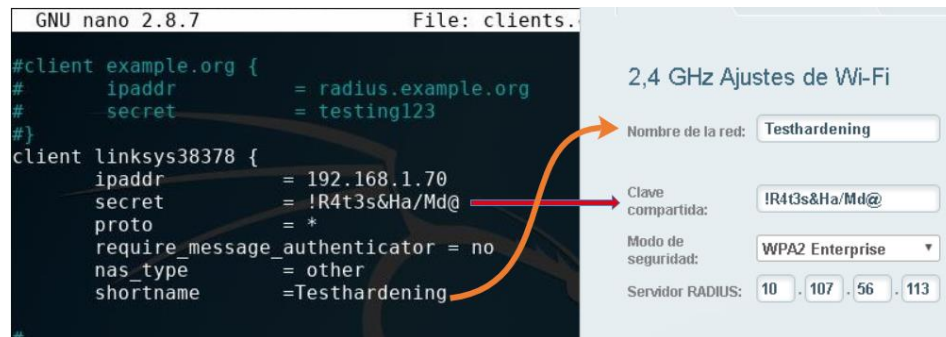 GNU nano 2.8.7 File: clients.
#client example.org {
# ipaddr = radius.example.org
# secret = testing123
#}
client linksys38378 {
ipaddr = 192.168.1.70
secret = !R4t3s&Ha/Md@
proto = *
require_message_authenticator = no
nas_type = other
shortname =Testhardening
#
2,4 GHz Ajustes de Wi-Fi
Nombre de la red: Testhardening
Clave
compartida: !R4t3s&Ha/Md@
Modo de
seguridad: WPA2 Enterprise
Servidor RADIUS: 10 . 107 . 56 . 113